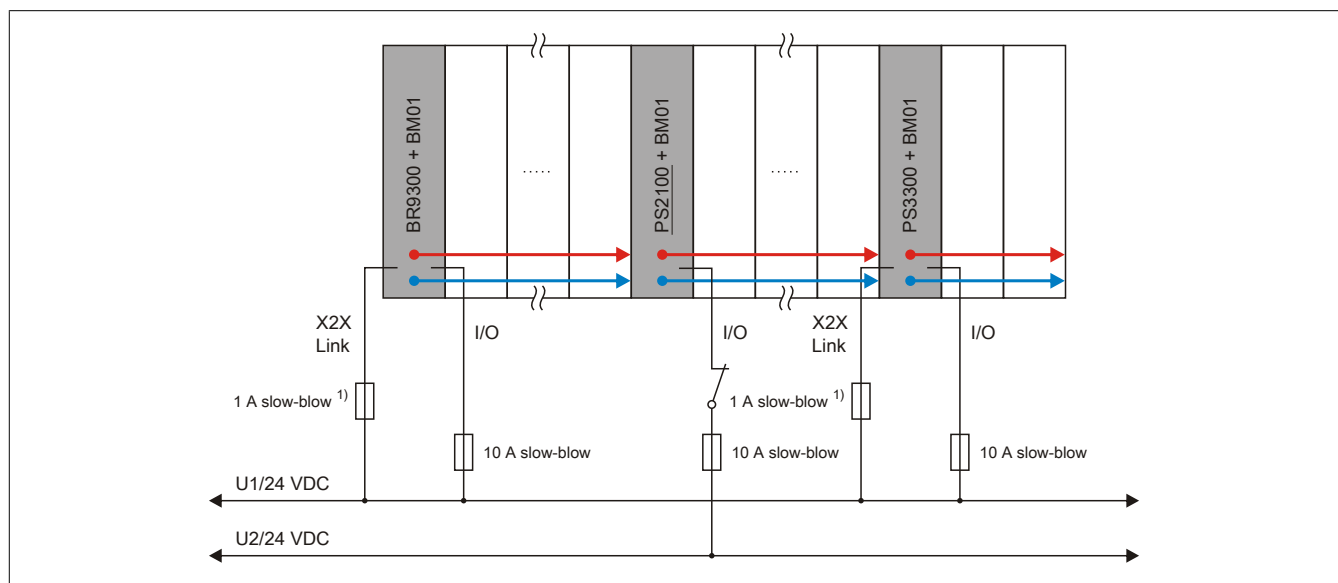 BR9300 + BM01
.....
PS2100 + BM01
.....
PS3300 + BM01
X2X
Link
I/O
I/O
X2X
Link
I/O
1 A slow-blow 1)
1 A slow-blow 1)
10 A slow-blow
10 A slow-blow
10 A slow-blow
U1/24 VDC
U2/24 VDC